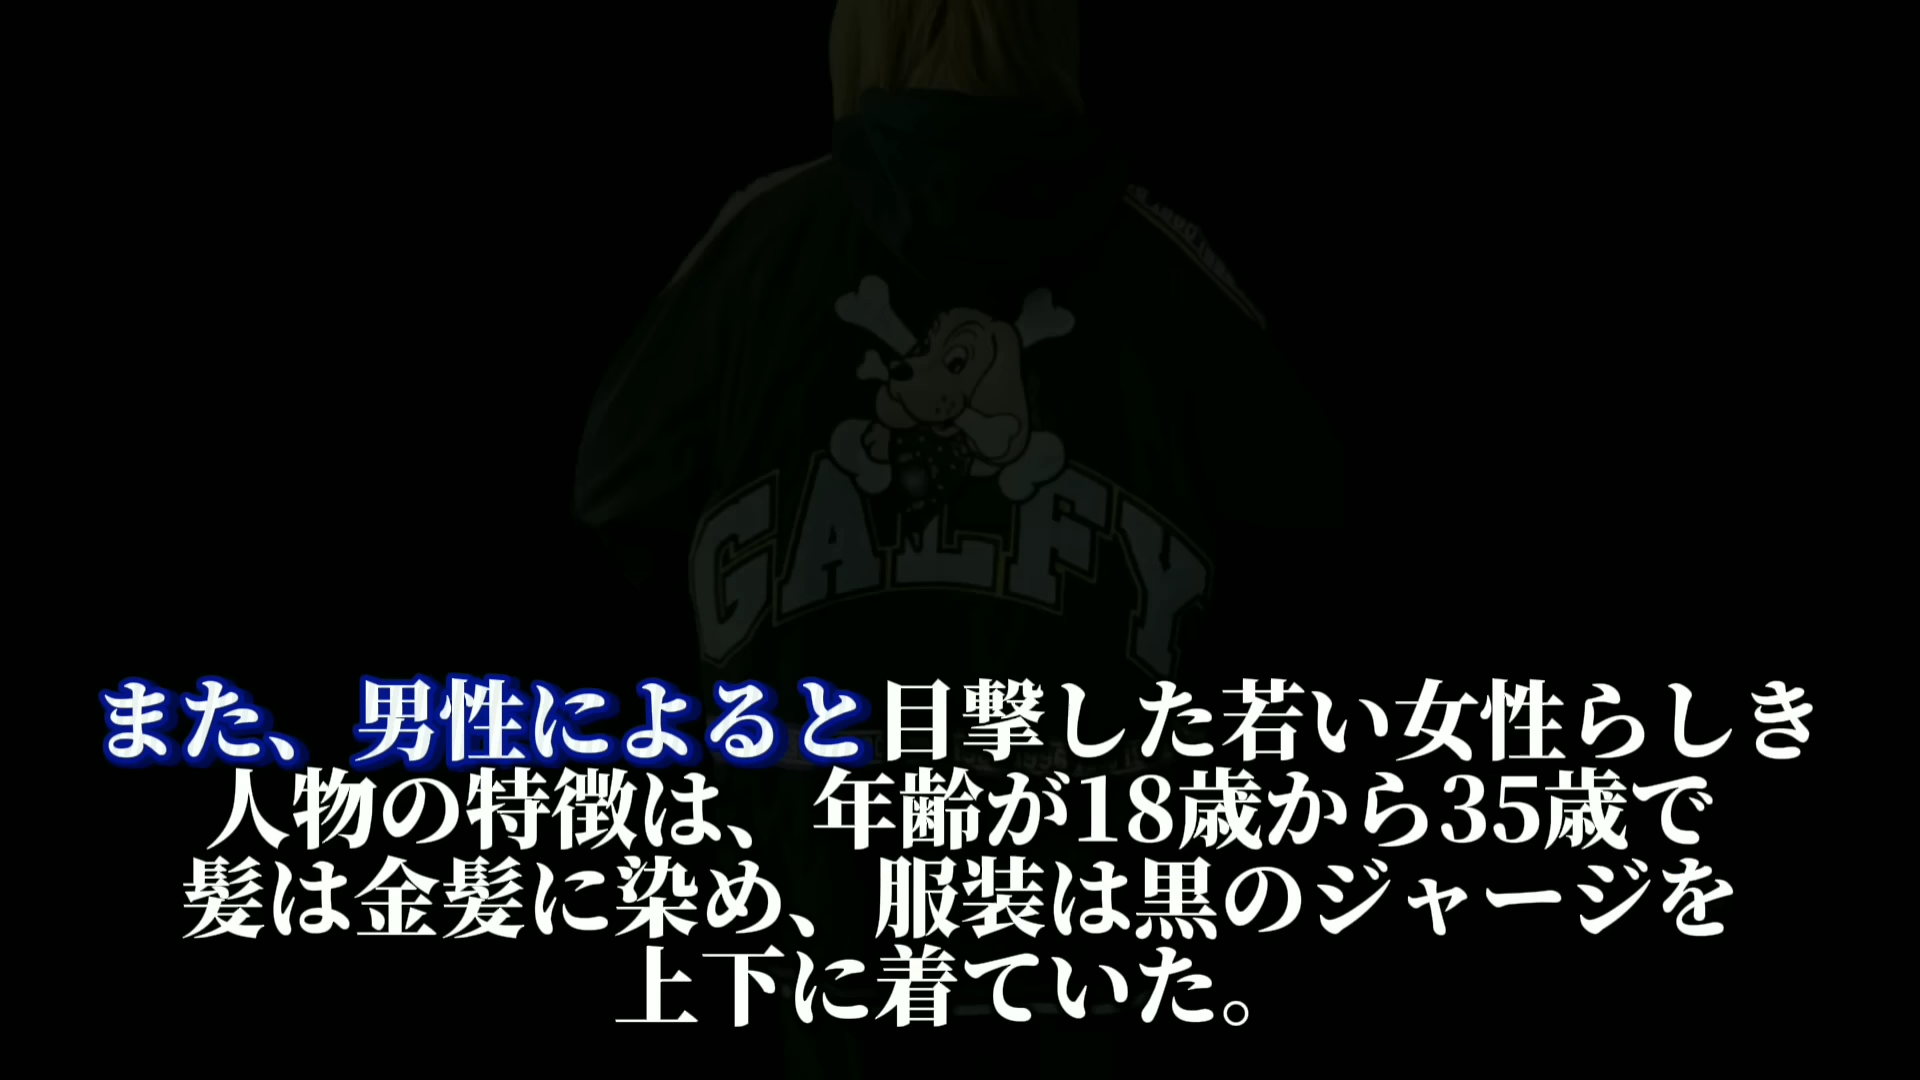 GALFY
また、男性によると目撃した若い女性らしき
人物の特徴は、年齢が18歳から35歳で
髪は金髪に染め、服装は黒のジャージを
上下に着ていた。